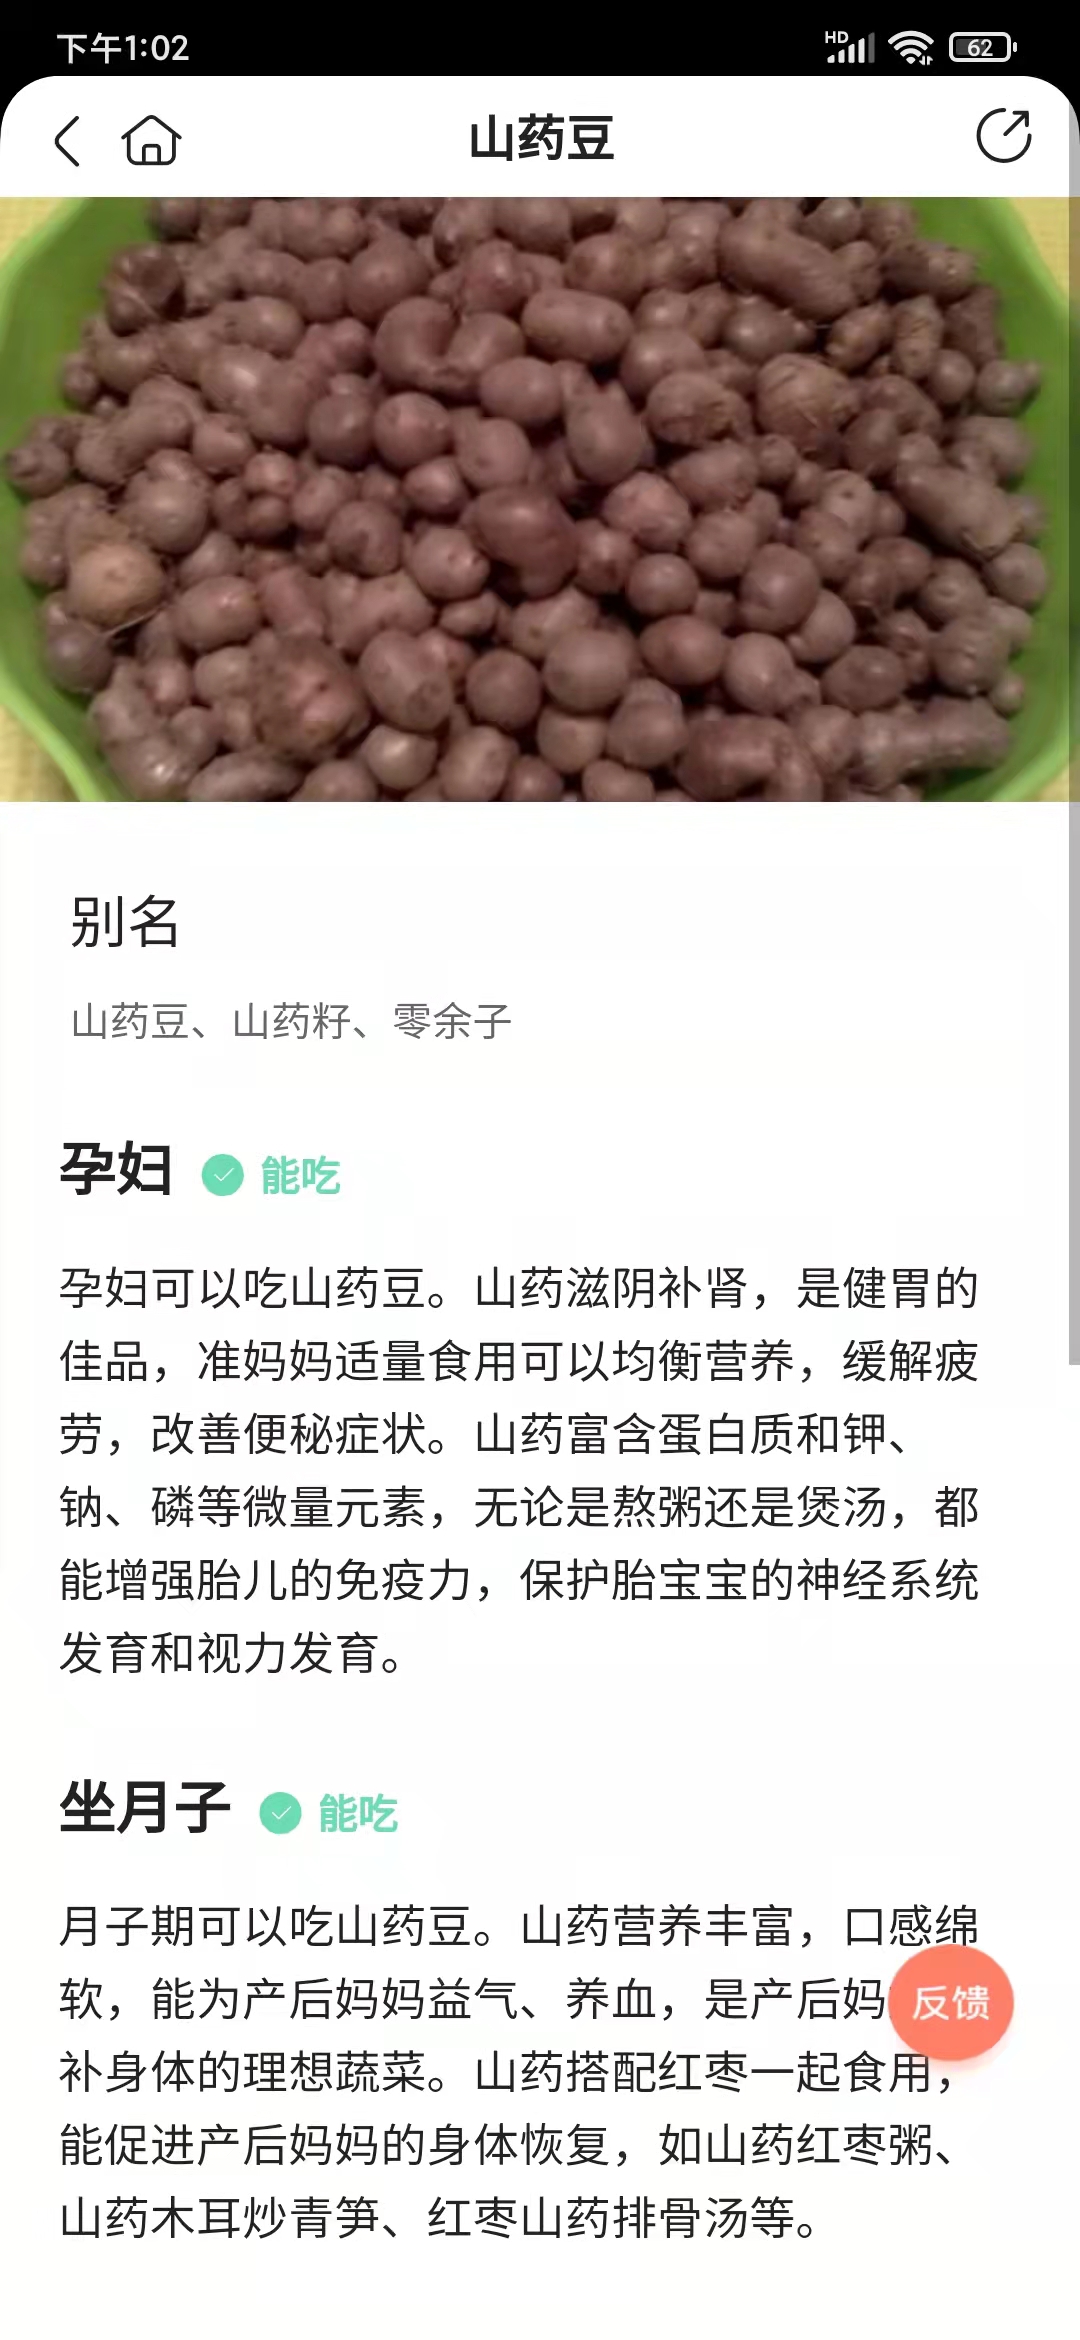 下午1:02
HD
62
山药豆
别名
山药豆、山药籽、零余子
孕妇 能吃
孕妇可以吃山药豆。山药滋阴补肾，是健胃的
佳品，准妈妈适量食用可以均衡营养，缓解疲
劳，改善便秘症状。山药富含蛋白质和钾、
钠、磷等微量元素，无论是熬粥还是煲汤，都
能增强胎儿的免疫力，保护胎宝宝的神经系统
发育和视力发育。
坐月子 能吃
月子期可以吃山药豆。山药营养丰富，口感绵
软，能为产后妈妈益气、养血，是产后妈
反馈
补身体的理想蔬菜。山药搭配红枣一起食用，
能促进产后妈妈的身体恢复，如山药红枣粥、
山药木耳炒青笋、红枣山药排骨汤等。